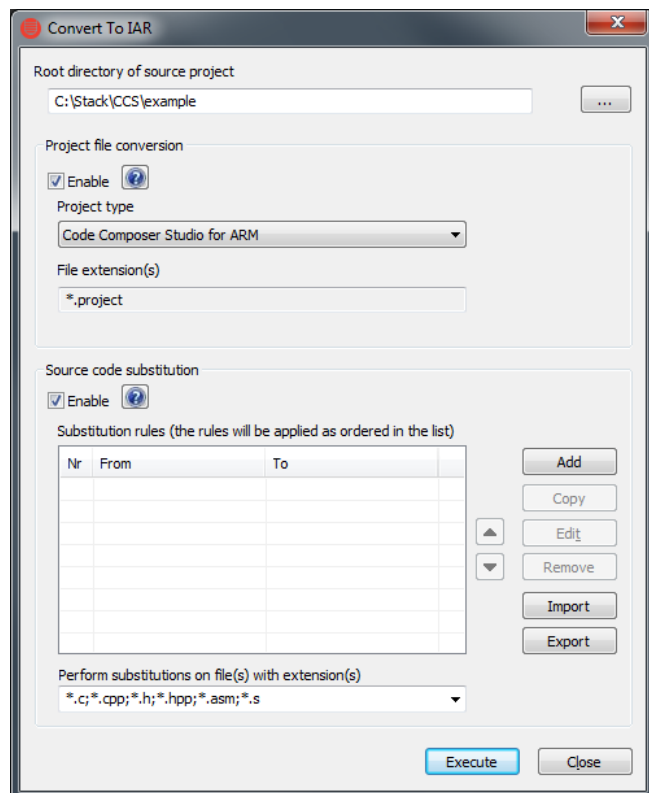 Convert To IAR
Root directory of source project
C:\Stack\CCS\example
...
Project file conversion
Enable
Project type
Code Composer Studio for ARM
File extension(s)
*.project
Source code substitution
Enable
Substitution rules (the rules will be applied as ordered in the list)
Nr From To
Add
Copy
Edit
Remove
Import
Export
Perform substitutions on file(s) with extension(s)
*.c;*.cpp;*.h;*.hpp;*.asm;*.s
Execute Close